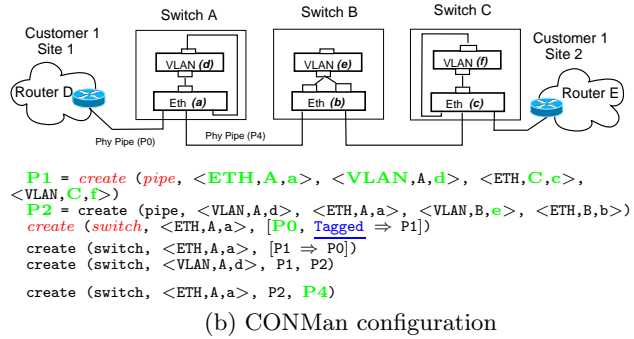 Switch A
Switch B
Switch C
Customer 1
Site 1
Customer 1
Site 2
VLAN (d)
VLAN (e)
VLAN (f)
Router D
Router E
Eth (a)
Eth (b)
Eth (c)
Phy Pipe (P0)
Phy Pipe (P4)
P1 = create (pipe, <ETH,A,a>, <VLAN,A,d>, <ETH,C,c>,
<VLAN,C,f>)
P2 = create (pipe, <VLAN,A,d>, <ETH,A,a>, <VLAN,B,e>, <ETH,B,b>)
create (switch, <ETH,A,a>, [P0, Tagged ⇒ P1])
create (switch, <ETH,A,a>, [P1 ⇒ P0])
create (switch, <VLAN,A,d>, P1, P2)
create (switch, <ETH,A,a>, P2, P4)
(b) CONMan configuration